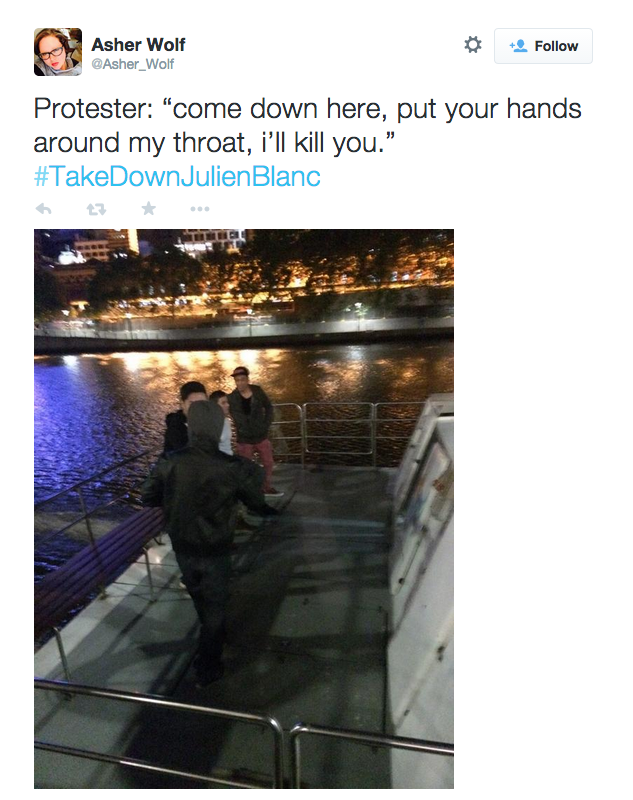 Asher Wolf
@Asher_Wolf
Follow
Protester: “come down here, put your hands
around my throat, i’ll kill you.”
#TakeDownJulienBlanc